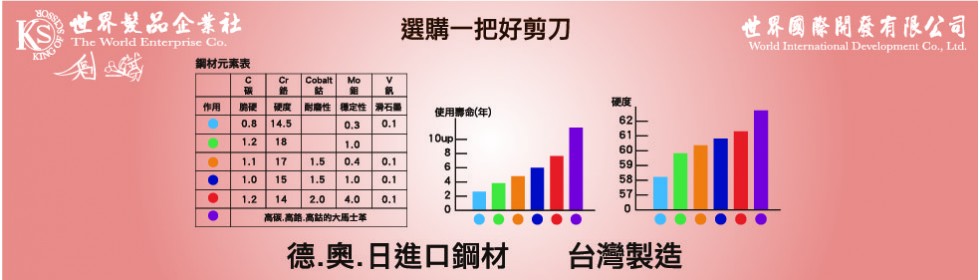 KS
KING OF SCISSOR
世界髮品企業社
The World Enterprise Co.
選購一把好剪刀
世界國際開發有限公司
World International Development Co., Ltd.
鋼材元素表
C 碳 Cr 鉻 Cobalt 鈷 Mo 鉬 V 釩
作用 脆硬 硬度 耐磨性 穩定性 滑石墨
0.8 14.5 0.3 0.1
1.2 18 1.0
1.1 17 1.5 0.4 0.1
1.0 15 1.5 1.0 0.1
1.2 14 2.0 4.0 0.1
高碳.高鉻.高鈷的大馬士革
使用壽命(年)
10up
8
6
4
2
0
硬度
62
61
60
59
58
57
0
德.奧.日進口鋼材 台灣製造